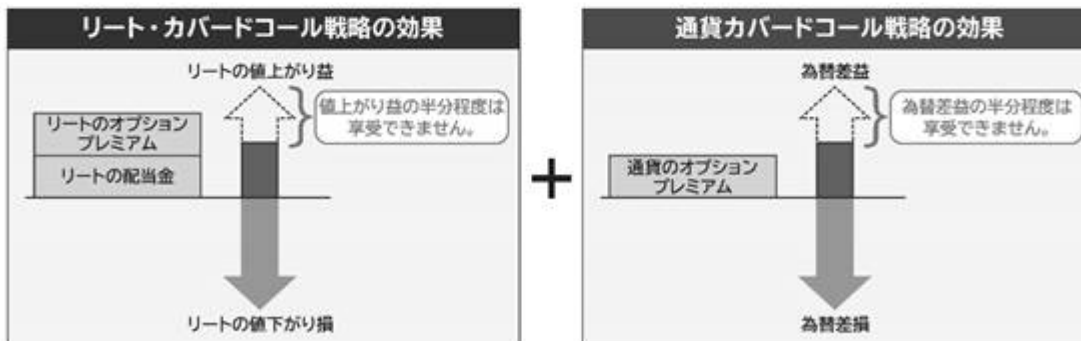 リート・カバードコール戦略の効果
リートの値上がり益
値上がり益の半分程度は
享受できません。
リートのオプション
プレミアム
リートの配当金
リートの値下がり損
+
通貨カバードコール戦略の効果
為替差益
為替差益の半分程度は
享受できません。
通貨のオプション
プレミアム
為替差損